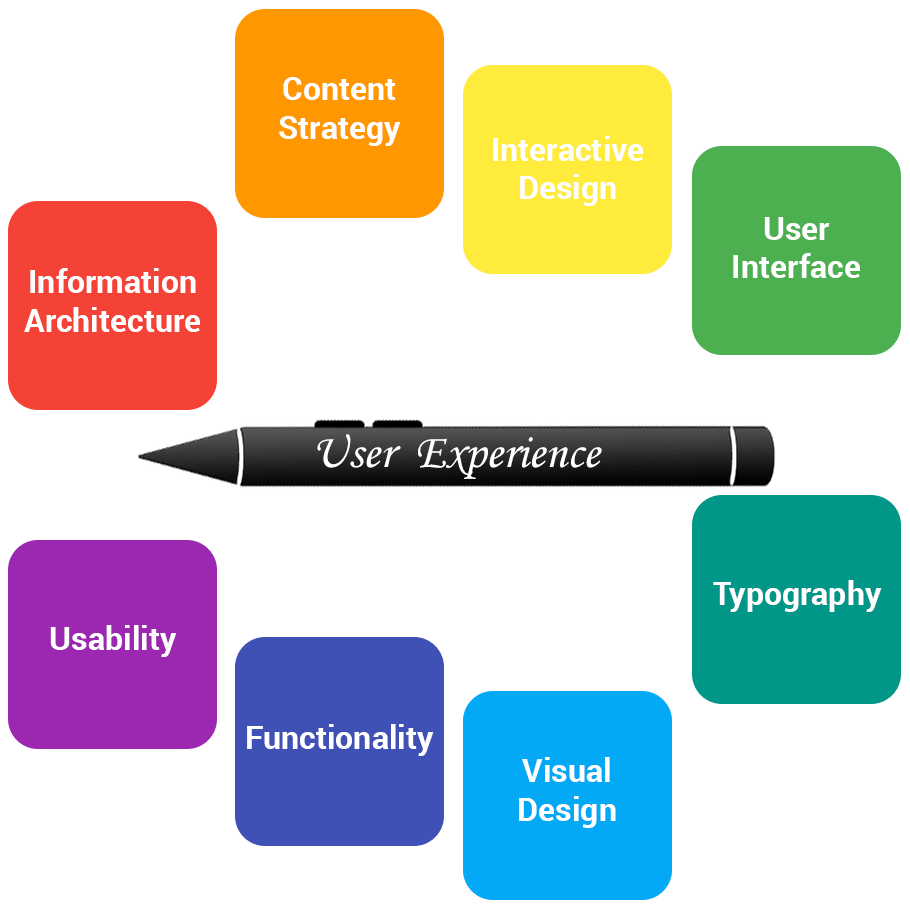 Content
Strategy
Interactive
Design
User
Interface
Information
Architecture
User Experience
Typography
Usability
Functionality
Visual
Design